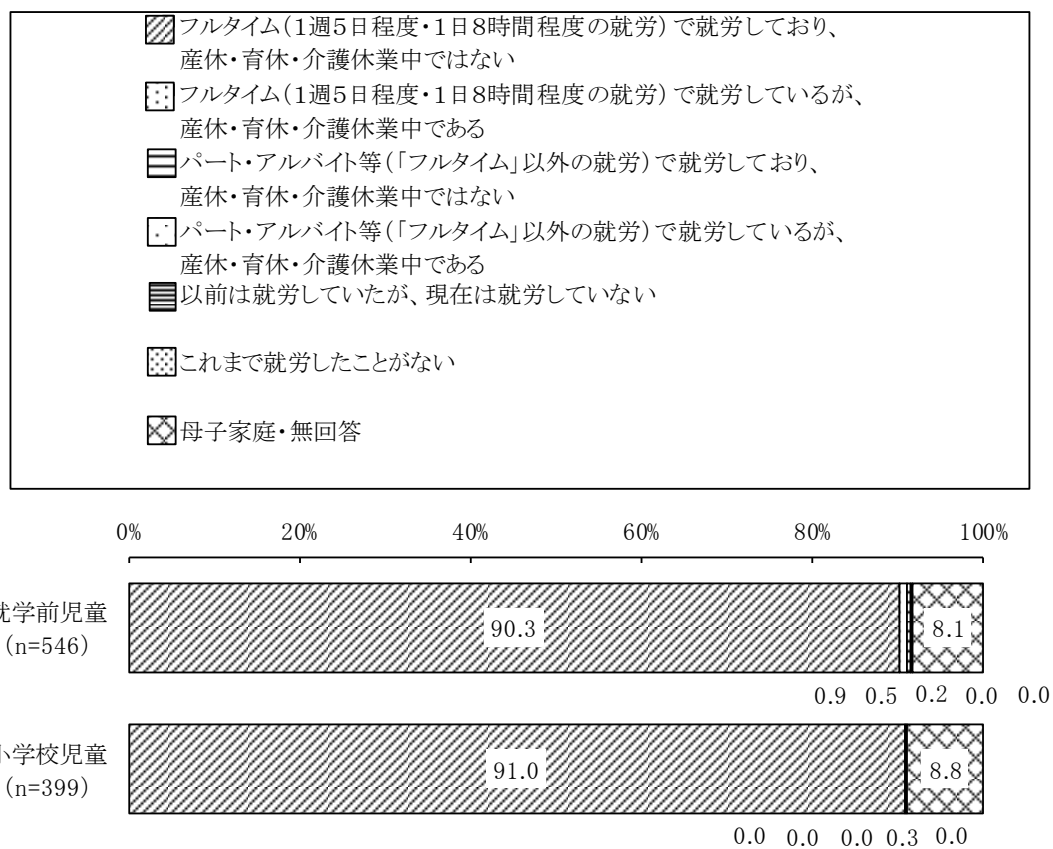 フルタイム（1週5日程度・1日8時間程度の就労）で就労しており、
産休・育休・介護休業中ではない
フルタイム（1週5日程度・1日8時間程度の就労）で就労しているが、
産休・育休・介護休業中である
パート・アルバイト等（「フルタイム」以外の就労）で就労しており、
産休・育休・介護休業中ではない
パート・アルバイト等（「フルタイム」以外の就労）で就労しているが、
産休・育休・介護休業中である
以前は就労していたが、現在は就労していない
これまで就労したことがない
母子家庭・無回答
0% 20% 40% 60% 80% 100%
就学前児童
(n=546)
90.3 8.1
0.9 0.5 0.2 0.0 0.0
小学校児童
(n=399)
91.0 8.8
0.0 0.0 0.0 0.3 0.0